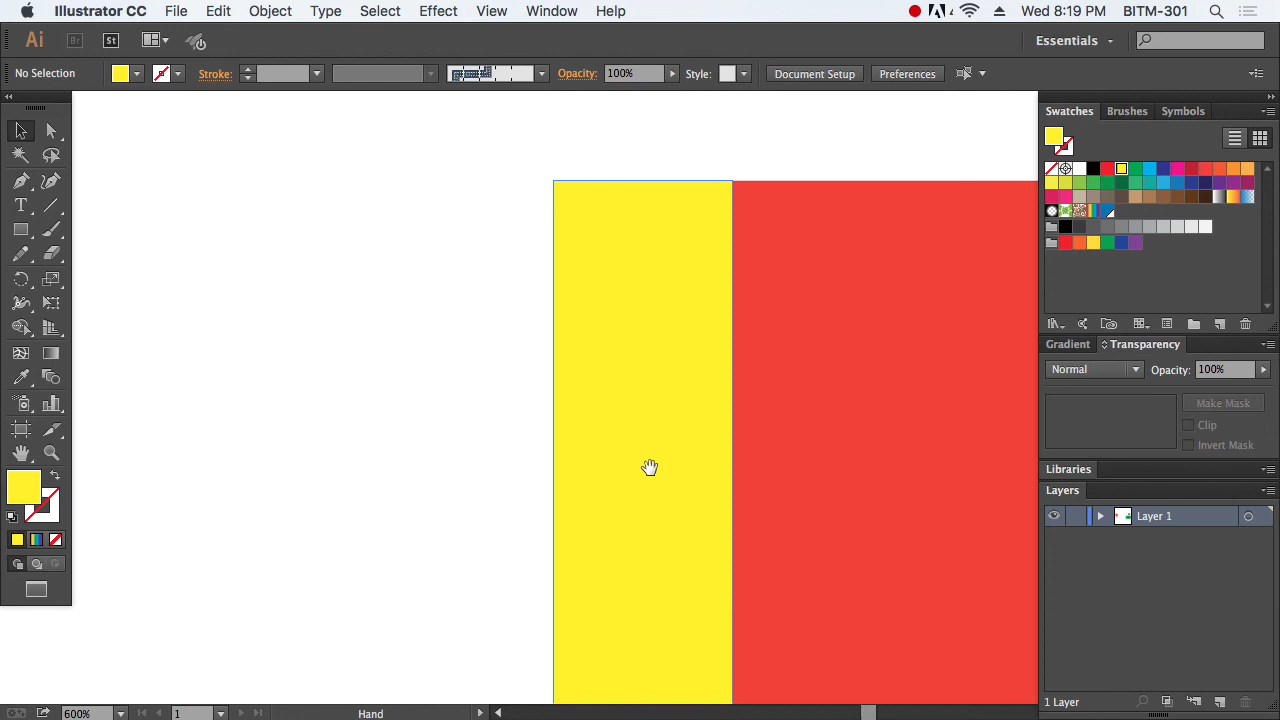 Illustrator CC File Edit Object Type Select Effect View Window Help 4 Wed 8:19 PM BITM-301
Ai Br St Essentials
No Selection Stroke: Opacity: 100% Style: Document Setup Preferences
Swatches Brushes Symbols
Gradient Transparency
Normal Opacity: 100%
Make Mask
Clip
Invert Mask
Libraries
Layers
Layer 1
1 Layer
600% 1 Hand